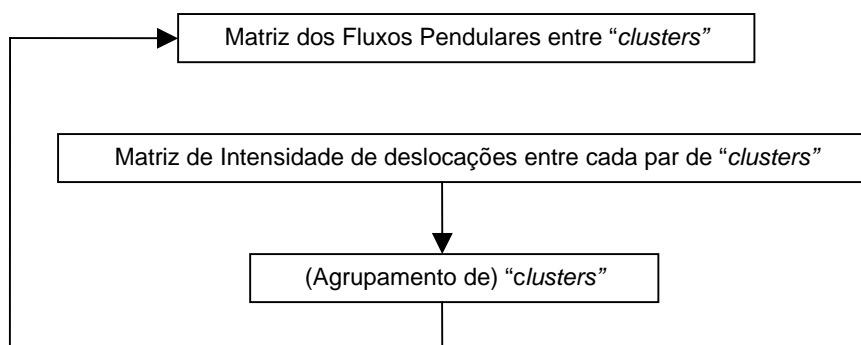 Matriz dos Fluxos Pendulares entre “clusters”
Matriz de Intensidade de deslocações entre cada par de “clusters”
(Agrupamento de) “clusters”